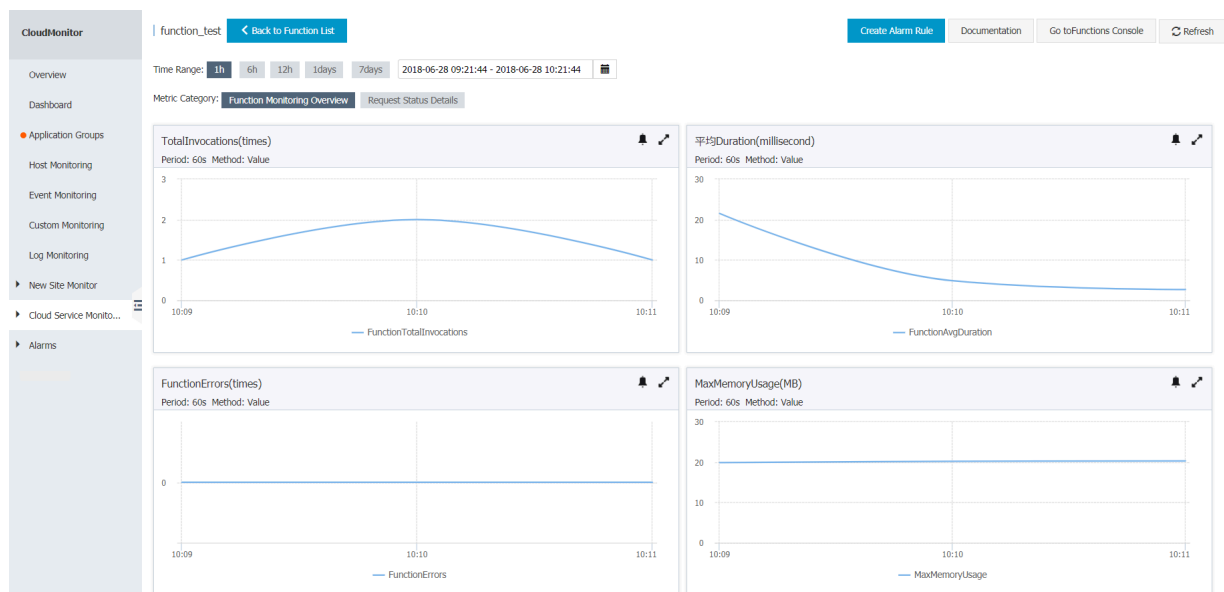 CloudMonitor
Overview
Dashboard
Application Groups
Host Monitoring
Event Monitoring
Custom Monitoring
Log Monitoring
New Site Monitor
Cloud Service Monito...
Alarms
function_test Back to Function List Create Alarm Rule Documentation Go toFunctions Console Refresh
Time Range: 1h 6h 12h 1days 7days 2018-06-28 09:21:44 - 2018-06-28 10:21:44
Metric Category: Function Monitoring Overview Request Status Details
TotalInvocations(times)
Period: 60s Method: Value
3
2
1
0
10:09 10:10 10:11
FunctionTotalInvocations
平均Duration(millisecond)
Period: 60s Method: Value
30
20
10
0
10:09 10:10 10:11
FunctionAvgDuration
FunctionErrors(times)
Period: 60s Method: Value
0
10:09 10:10 10:11
FunctionErrors
MaxMemoryUsage(MB)
Period: 60s Method: Value
30
20
10
0
10:09 10:10 10:11
MaxMemoryUsage